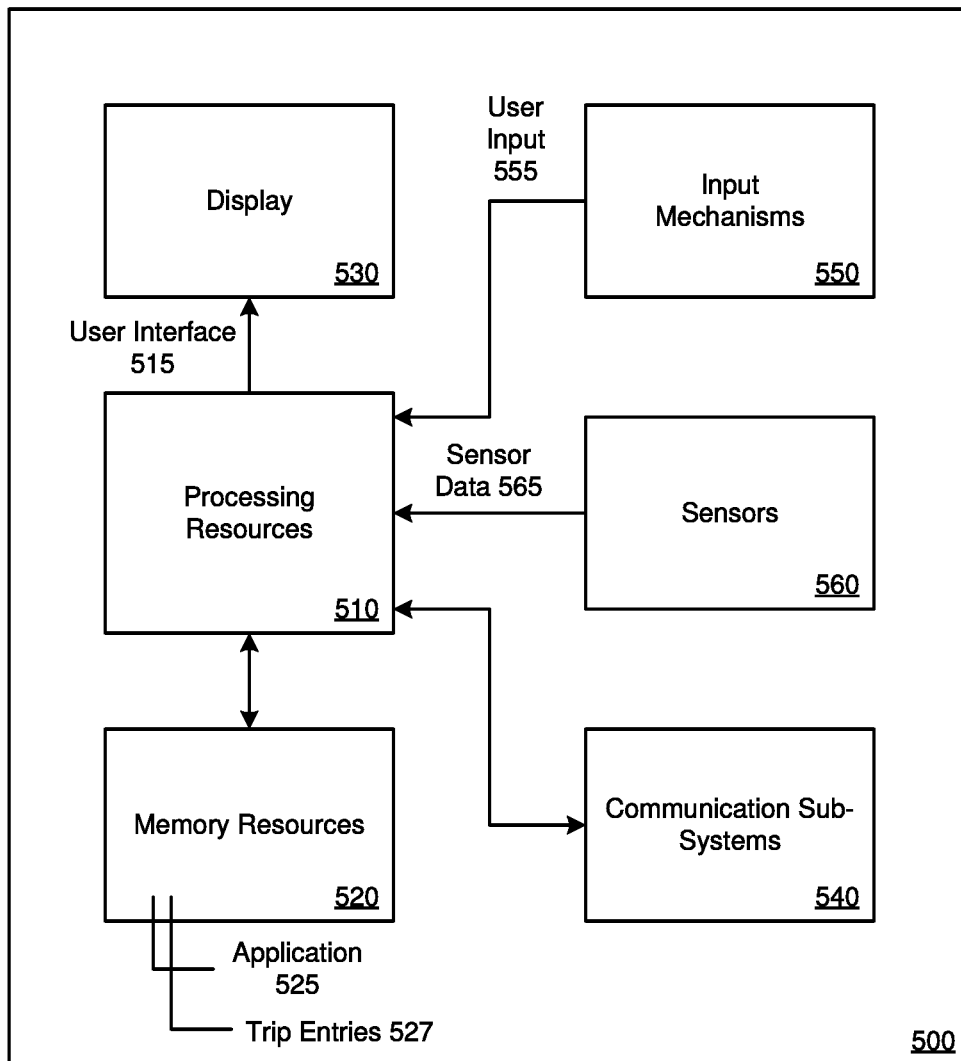 Display
530
User
Input
555
Input
Mechanisms
550
User Interface
515
Processing
Resources
510
Sensor
Data 565
Sensors
560
Memory Resources
520
Communication Sub-
Systems
540
Application
525
Trip Entries 527
500